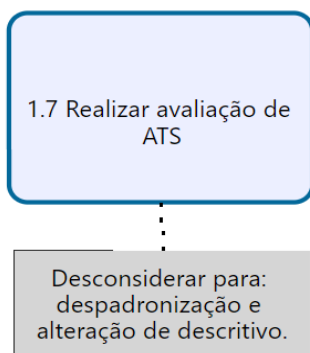 1.7 Realizar avaliação de
ATS
Desconsiderar para:
despadronização e
alteração de descritivo.